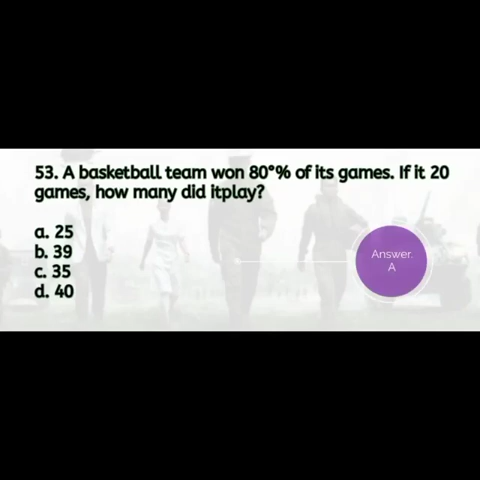 53. A basketball team won 80°% of its games. If it 20
games, how many did itplay?
a. 25
b. 39
c. 35
d. 40
Answer.
A